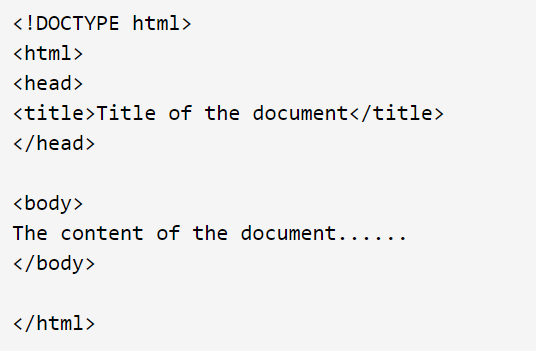 <!DOCTYPE html>
<html>
<head>
<title>Title of the document</title>
</head>
<body>
The content of the document......
</body>
</html>